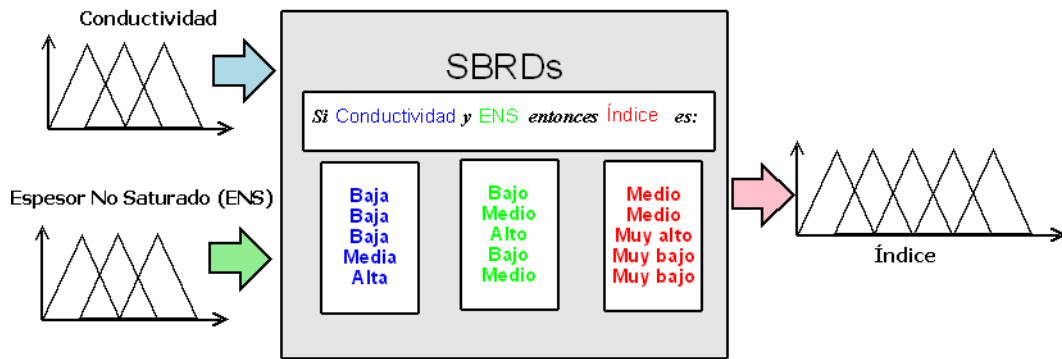 Conductividad
Espesor No Saturado (ENS)
SBRDs
Si Conductividad y ENS entonces Índice es:
Baja
Baja
Baja
Media
Alta
Bajo
Medio
Alto
Bajo
Medio
Medio
Medio
Muy alto
Muy bajo
Muy bajo
Índice